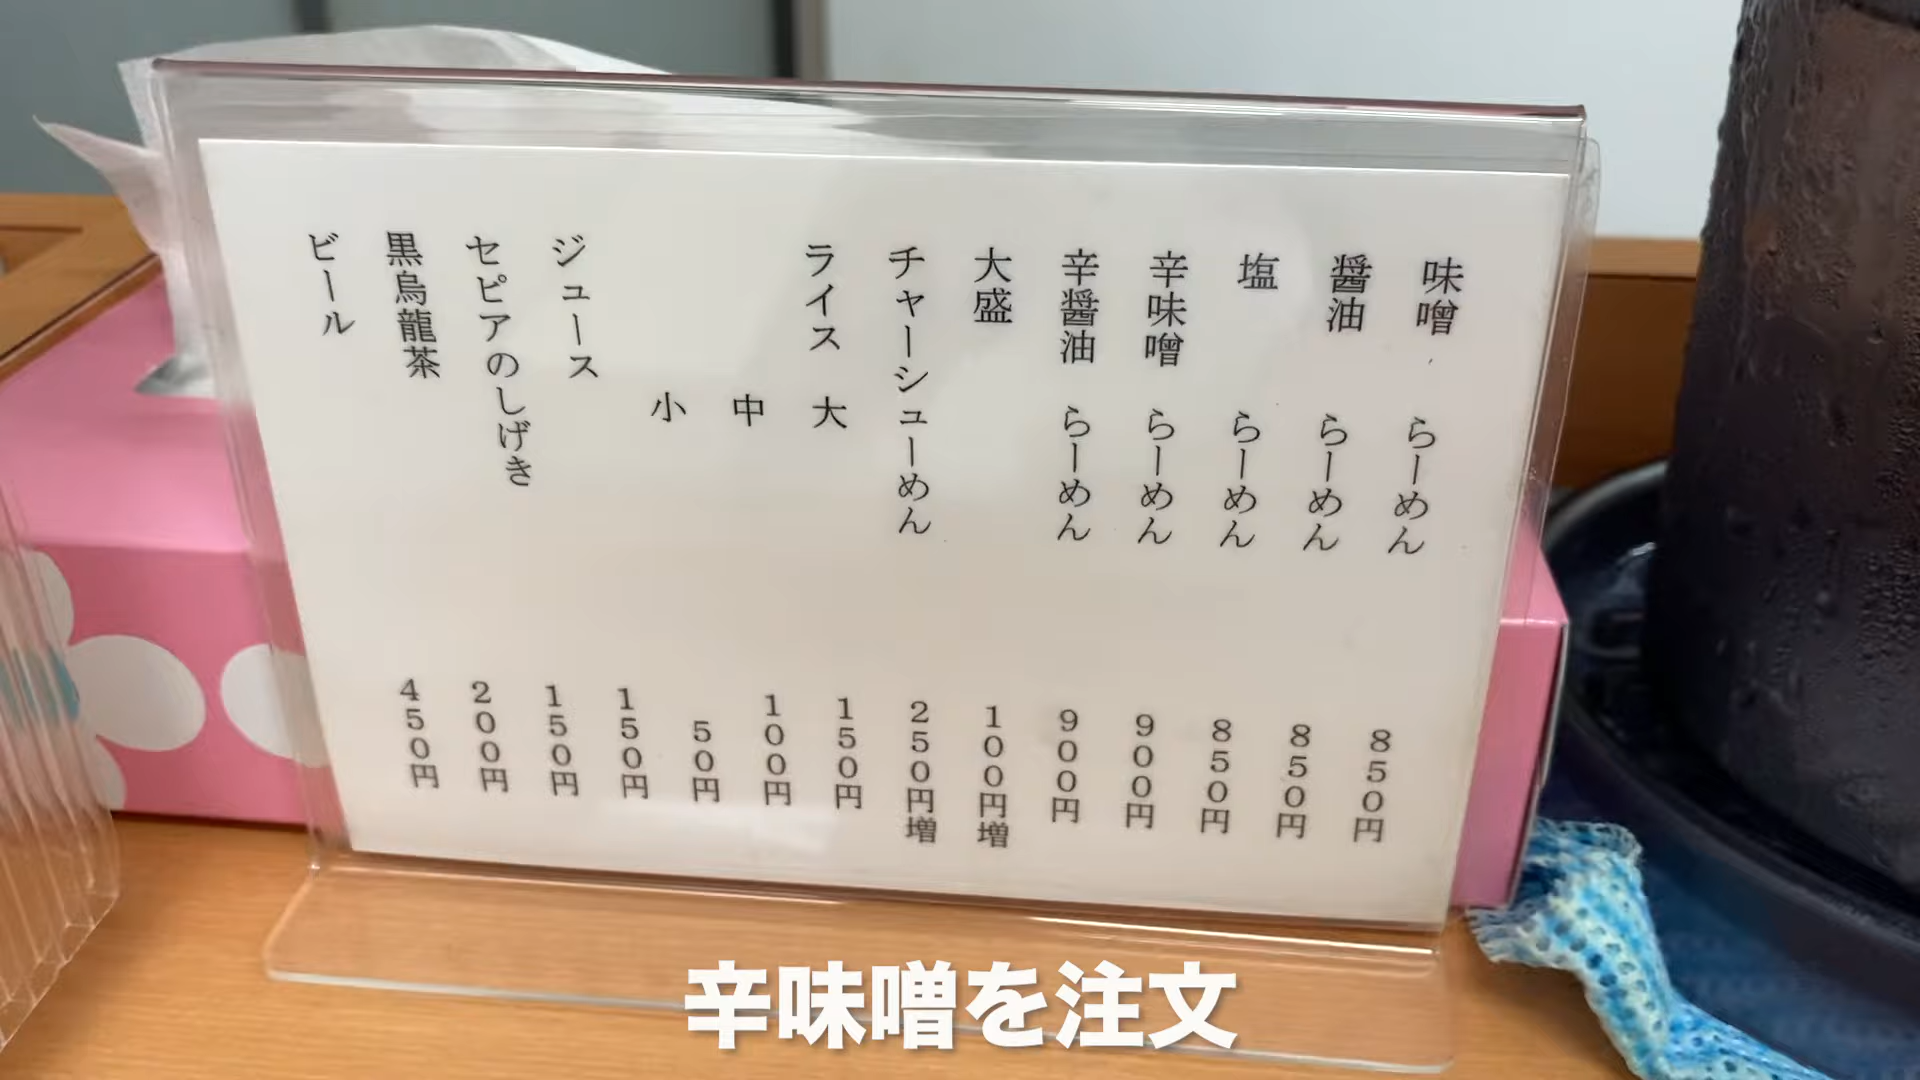 味噌 らーめん 850円
醤油 らーめん 850円
塩 らーめん 850円
辛味噌 らーめん 900円
辛醤油 らーめん 900円
大盛 100円増
チャーシューめん 250円増
ライス 大 150円
中 100円
小 50円
ジュース 150円
セピアのしげき 150円
黒烏龍茶 200円
ビール 450円
辛味噌を注文